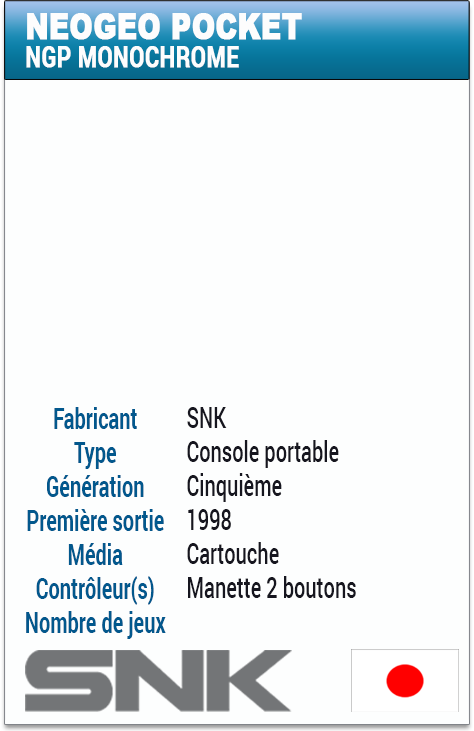 NEOGEO POCKET
NGP MONOCHROME
Fabricant SNK
Type Console portable
Génération Cinquième
Première sortie 1998
Média Cartouche
Contrôleur(s) Manette 2 boutons
Nombre de jeux
SNK